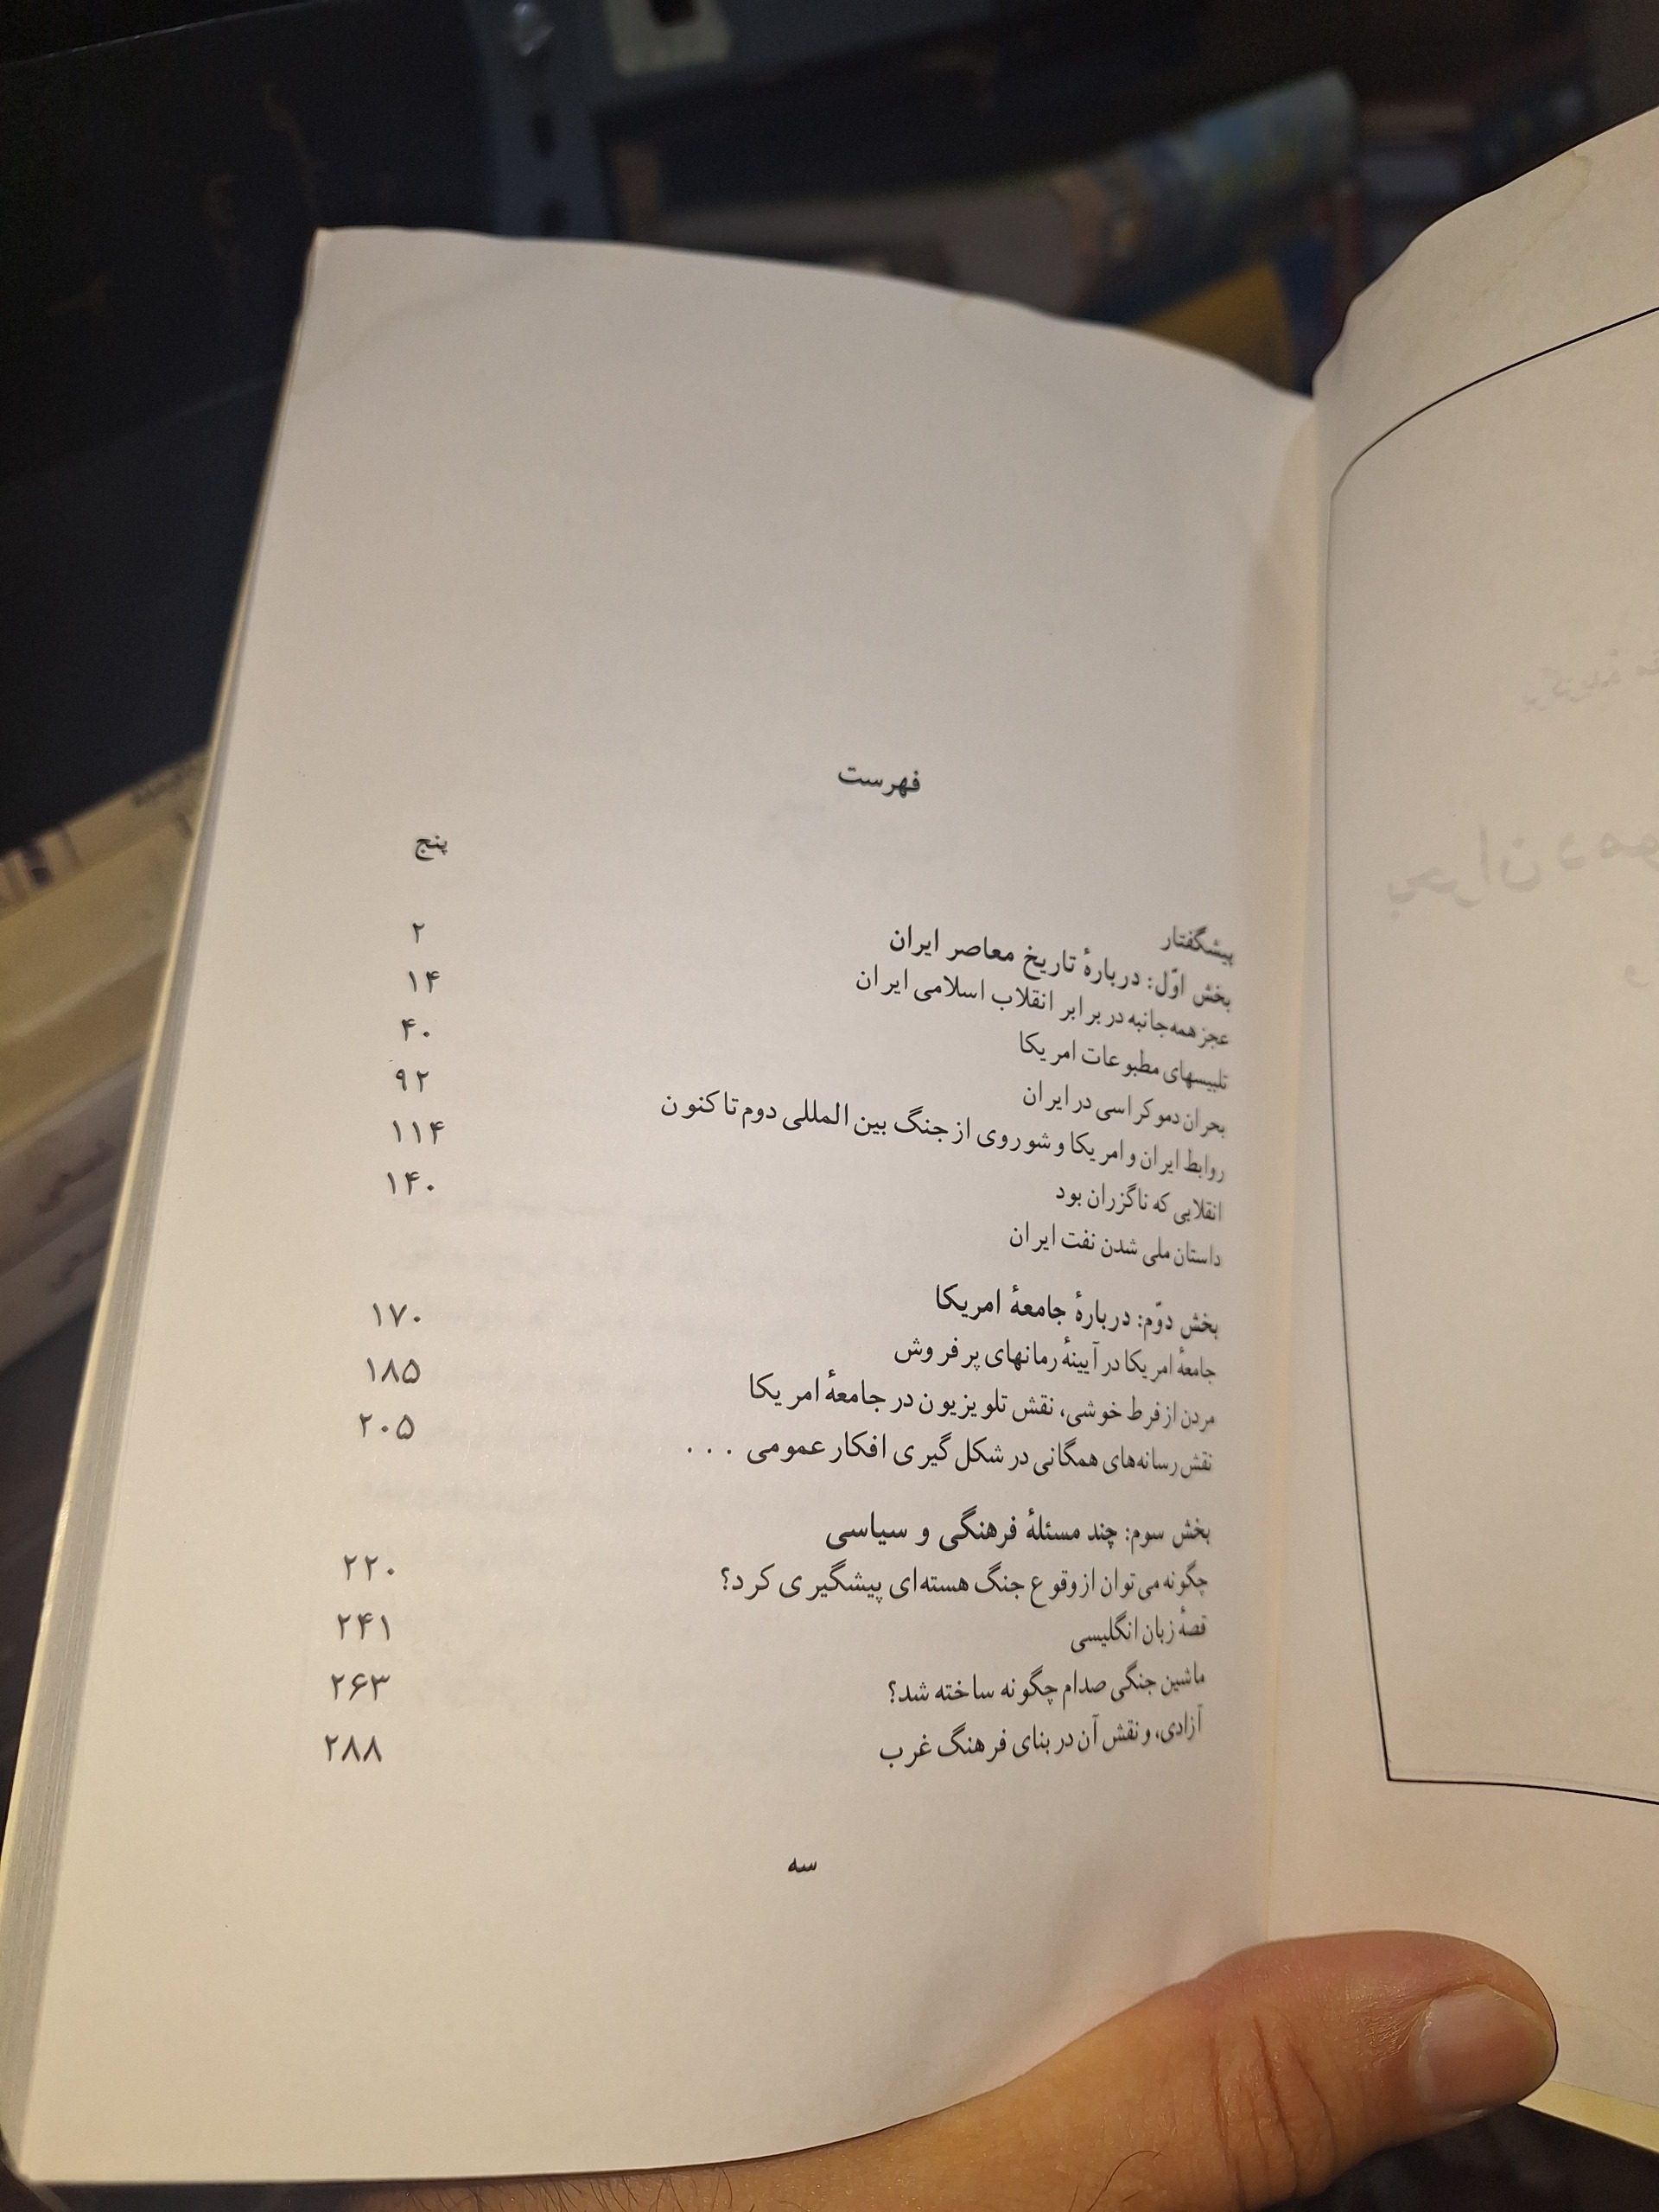 فهرست
پیشگفتار پنج
بخش اوّل: دربارهٔ تاریخ معاصر ایران
عجز همه‌جانبه در برابر انقلاب اسلامی ایران ۲
تلبیسهای مطبوعات امریکا ۱۴
بحران دموکراسی در ایران ۴۰
روابط ایران و امریکا و شوروی از جنگ بین المللی دوم تا کنون ۹۲
انقلابی که ناگزران بود ۱۱۴
داستان ملی شدن نفت ایران ۱۴۰
بخش دوّم: دربارهٔ جامعهٔ امریکا
جامعهٔ امریکا در آیینهٔ رمانهای پرفروش ۱۷۰
مردن از فرط خوشی، نقش تلویزیون در جامعهٔ امریکا ۱۸۵
نقش رسانه‌های همگانی در شکل گیری افکار عمومی . . . ۲۰۵
بخش سوم: چند مسئلهٔ فرهنگی و سیاسی
چگونه می‌توان از وقوع جنگ هسته‌ای پیشگیری کرد؟ ۲۲۰
قصهٔ زبان انگلیسی ۲۴۱
ماشین جنگی صدام چگونه ساخته شد؟ ۲۶۳
آزادی، و نقش آن در بنای فرهنگ غرب ۲۸۸
سه